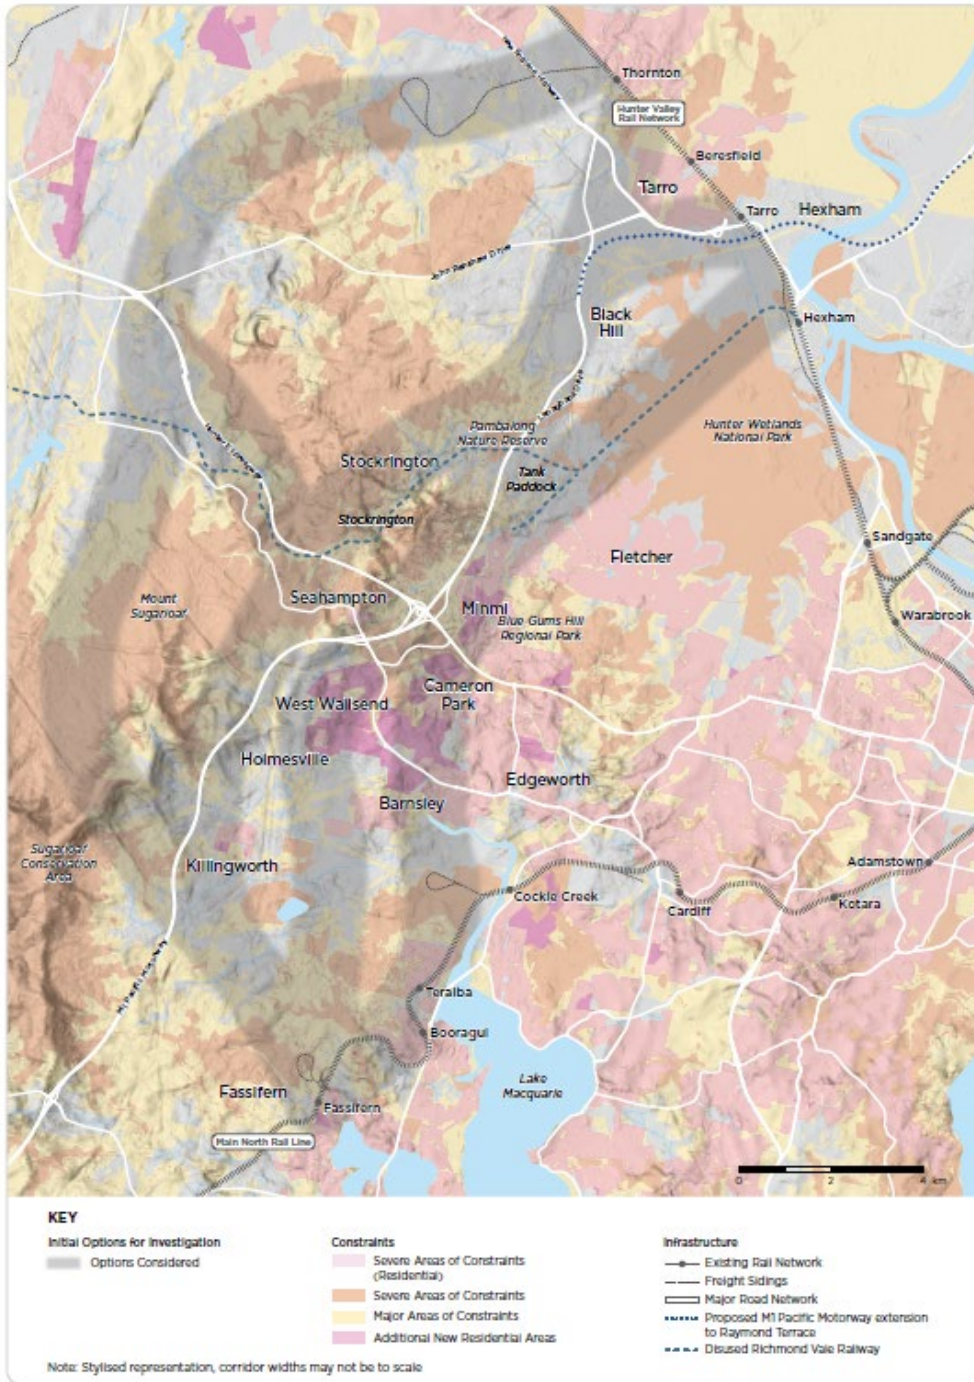 Thornton
Hunter Valley
Rail Network
Beresfield
Tarro
Tarro
Hexham
John Renshaw Drive
Black
Hill
Hexham
Pambalong
Nature Reserve
Hunter Wetlands
National Park
Stockrington
Tank
Paddock
Stockrington
Sandgate
Fletcher
Mount
Sugarloaf
Seahampton
Minmi
Blue Gums Hill
Regional Park
Warabrook
West Wallsend
Cameron
Park
Holmesville
Edgeworth
Barnsley
Sugarloaf
Conservation
Area
Killingworth
Adamstown
Cockle Creek
Cardiff
Kotara
M1 Pacific Motorway
Teralba
Booragul
Lake
Macquarie
Fassifern
Fassifern
Main North Rail Line
0 2 4 km
KEY
Initial Options for Investigation
Options Considered
Constraints
Severe Areas of Constraints
(Residential)
Severe Areas of Constraints
Major Areas of Constraints
Additional New Residential Areas
Infrastructure
Existing Rail Network
Freight Sidings
Major Road Network
Proposed M1 Pacific Motorway extension
to Raymond Terrace
Disused Richmond Vale Railway
Note: Stylised representation, corridor widths may not be to scale